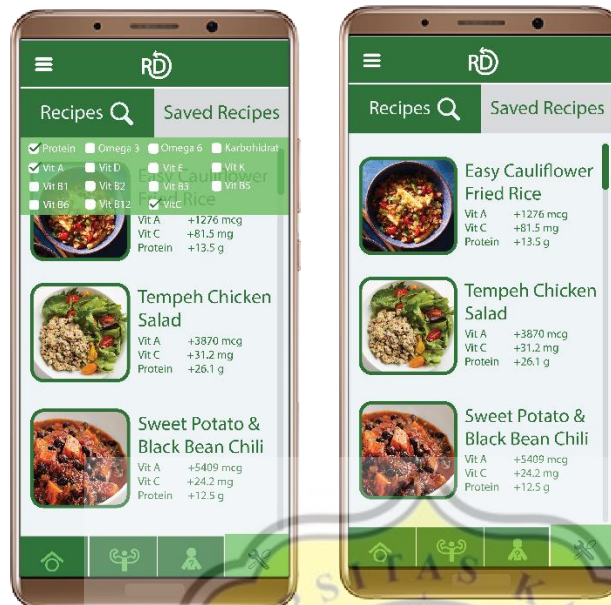 RD
Recipes Saved Recipes
Protein Omega 3 Omega 6 Karbohidrat
Vit A Vit D Vit E Vit K
Vit B1 Vit B2 Vit B3 Vit B5
Vit B6 Vit B12 Vit C
Easy Cauliflower
Fried Rice
Vit A +1276 mcg
Vit C +81.5 mg
Protein +13.5 g
Tempeh Chicken
Salad
Vit A +3870 mcg
Vit C +31.2 mg
Protein +26.1 g
Sweet Potato &
Black Bean Chili
Vit A +5409 mcg
Vit C +24.2 mg
Protein +12.5 g
RD
Recipes Saved Recipes
Easy Cauliflower
Fried Rice
Vit A +1276 mcg
Vit C +81.5 mg
Protein +13.5 g
Tempeh Chicken
Salad
Vit A +3870 mcg
Vit C +31.2 mg
Protein +26.1 g
Sweet Potato &
Black Bean Chili
Vit A +5409 mcg
Vit C +24.2 mg
Protein +12.5 g